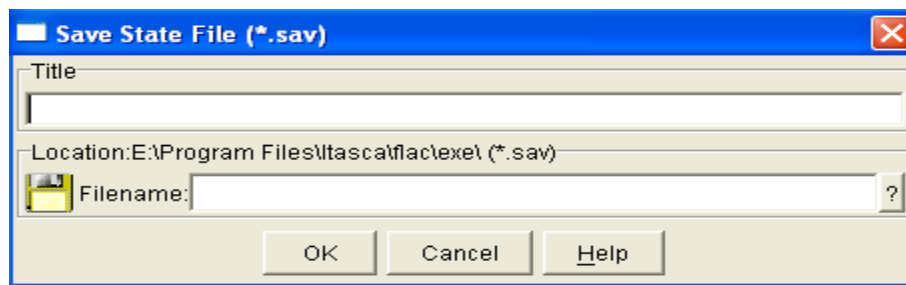 Save State File (*.sav)
Title
Location:E:\Program Files\Itasca\flac\exe\ (*.sav)
Filename: ?
OK Cancel Help